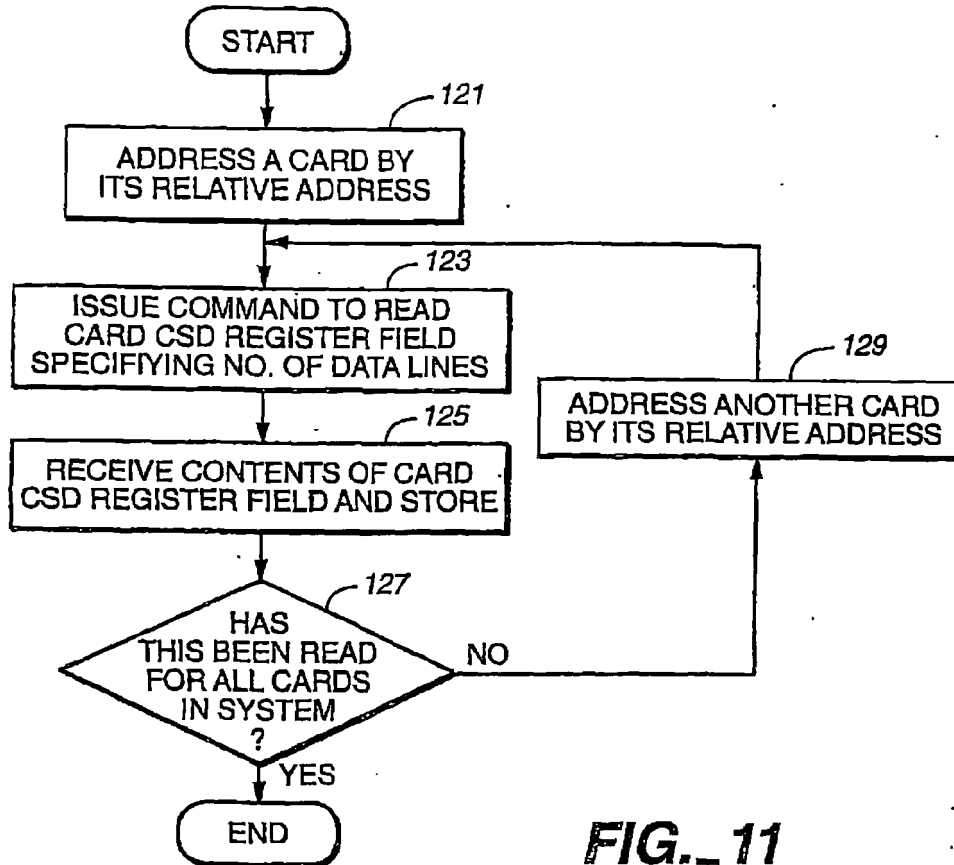 START
121
ADDRESS A CARD BY
ITS RELATIVE ADDRESS
123
ISSUE COMMAND TO READ
CARD CSD REGISTER FIELD
SPECIFIYING NO. OF DATA LINES
125
RECEIVE CONTENTS OF CARD
CSD REGISTER FIELD AND STORE
127
HAS
THIS BEEN READ
FOR ALL CARDS
IN SYSTEM
?
NO
129
ADDRESS ANOTHER CARD
BY ITS RELATIVE ADDRESS
YES
END
FIG._11